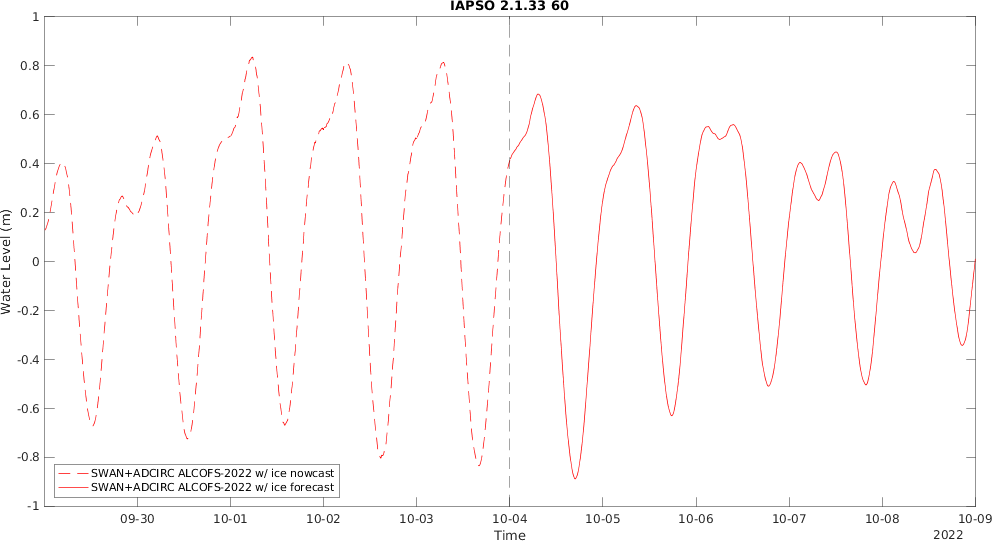 IAPSO 2.1.33 60
1
0.8
0.6
0.4
0.2
0
-0.2
-0.4
-0.6
-0.8
-1
Water Level (m)
SWAN+ADCIRC ALCOFS-2022 w/ ice nowcast
SWAN+ADCIRC ALCOFS-2022 w/ ice forecast
09-30 10-01 10-02 10-03 10-04 10-05 10-06 10-07 10-08 10-09
Time
2022